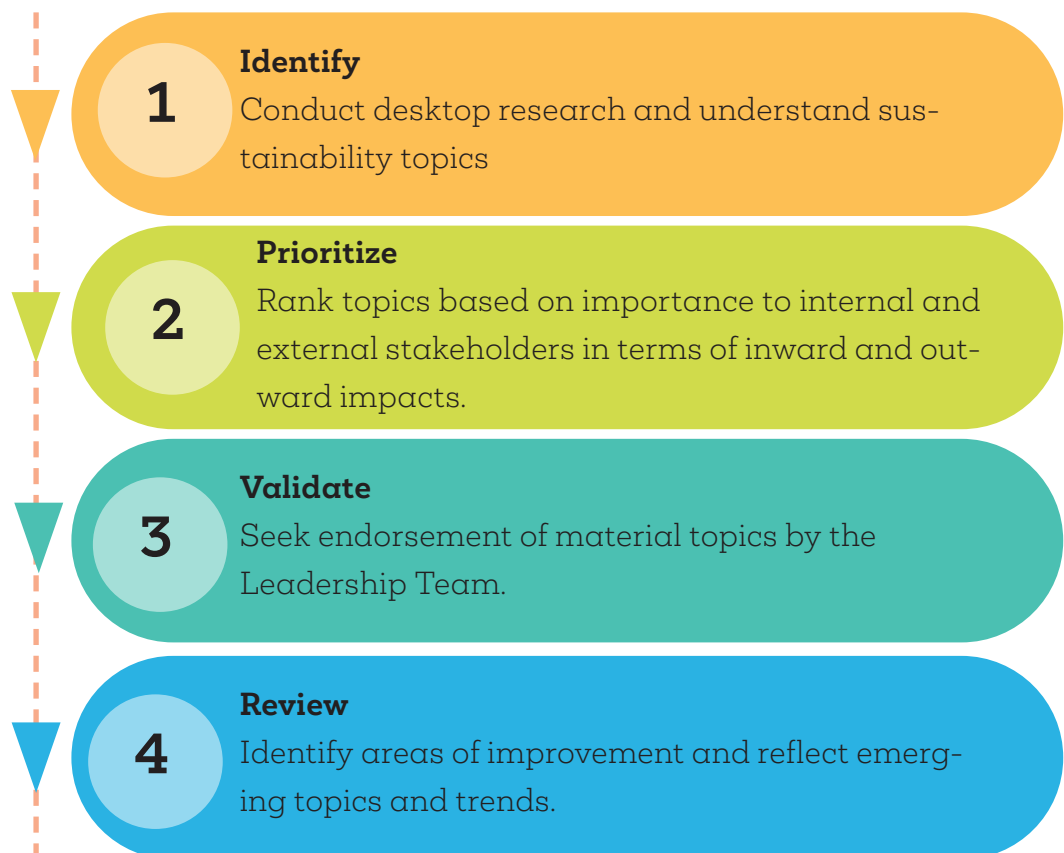 1
Identify
Conduct desktop research and understand sus-
tainability topics
2
Prioritize
Rank topics based on importance to internal and
external stakeholders in terms of inward and out-
ward impacts.
3
Validate
Seek endorsement of material topics by the
Leadership Team.
4
Review
Identify areas of improvement and reflect emerg-
ing topics and trends.